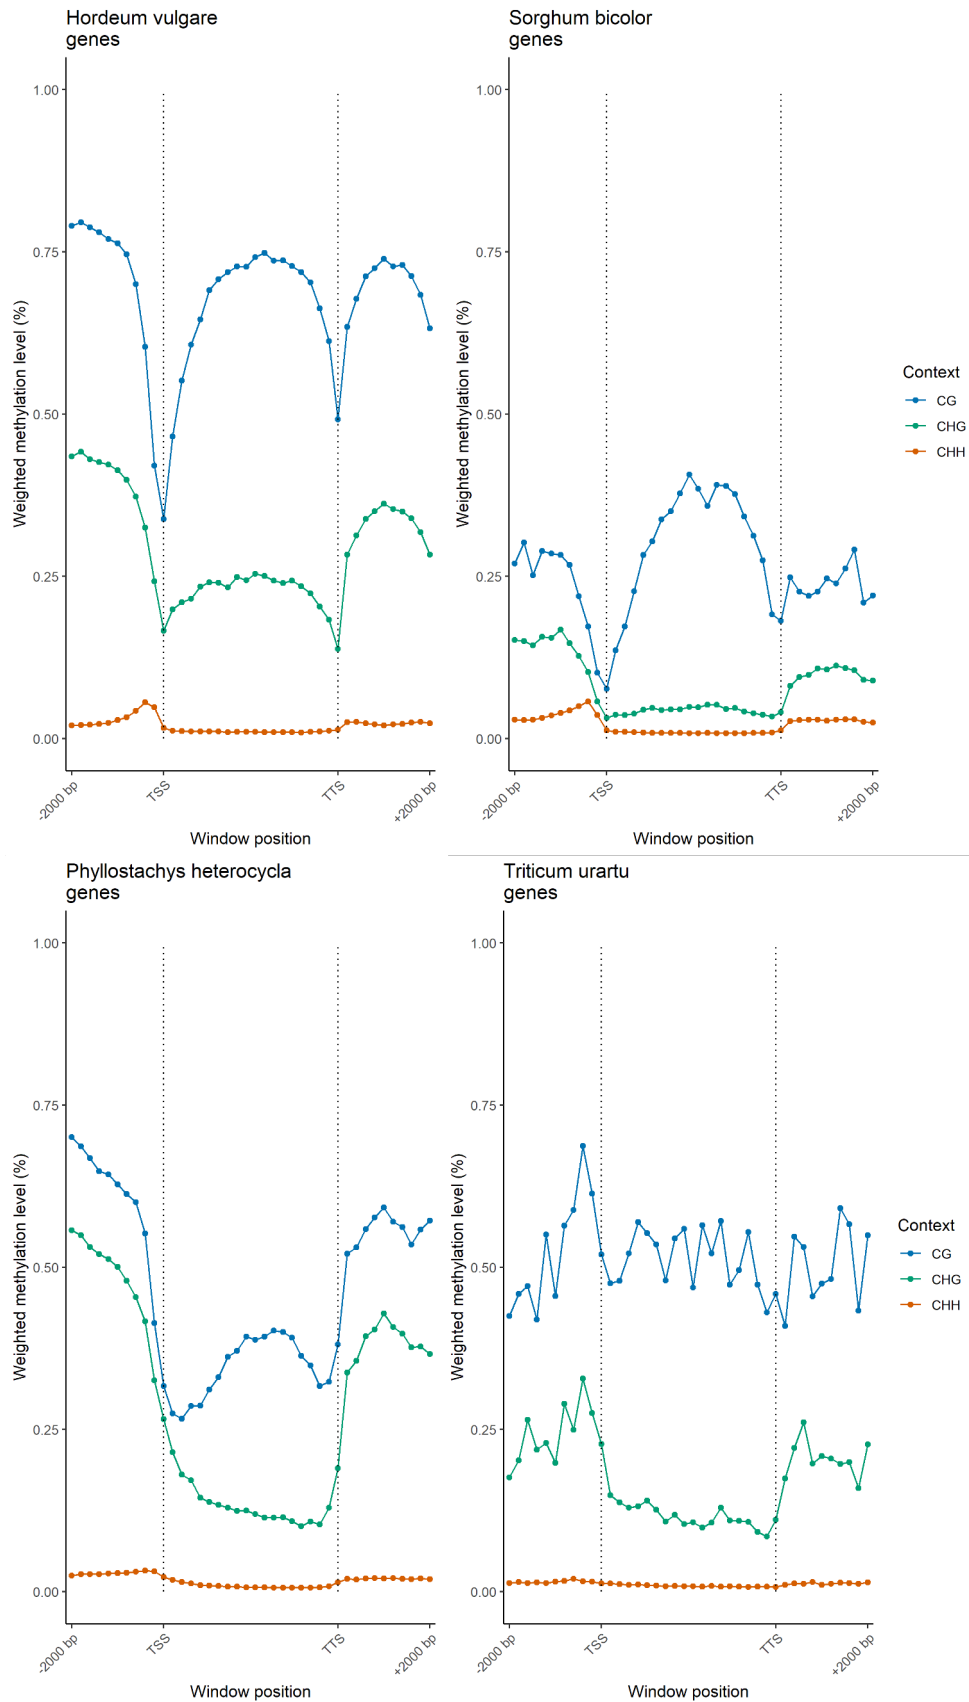 Hordeum vulgare
genes
Weighted methylation level (%)
1.00
0.75
0.50
0.25
0.00
-2000 bp
TSS
TTS
+2000 bp
Window position
Sorghum bicolor
genes
Weighted methylation level (%)
1.00
0.75
0.50
0.25
0.00
-2000 bp
TSS
TTS
+2000 bp
Window position
Context
CG
CHG
CHH
Phyllostachys heterocycla
genes
Weighted methylation level (%)
1.00
0.75
0.50
0.25
0.00
-2000 bp
TSS
TTS
+2000 bp
Window position
Triticum urartu
genes
Weighted methylation level (%)
1.00
0.75
0.50
0.25
0.00
-2000 bp
TSS
TTS
+2000 bp
Window position
Context
CG
CHG
CHH